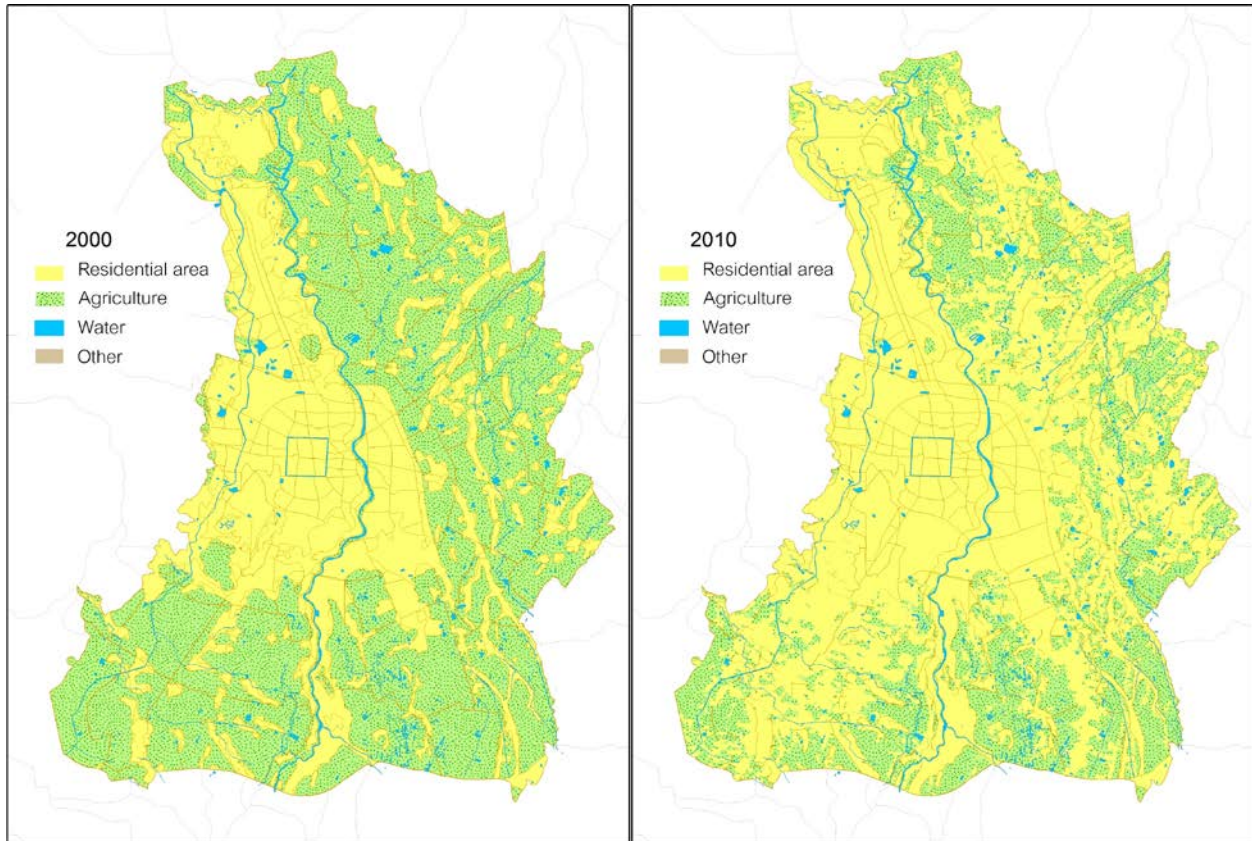 2000
Residential area
Agriculture
Water
Other
2010
Residential area
Agriculture
Water
Other